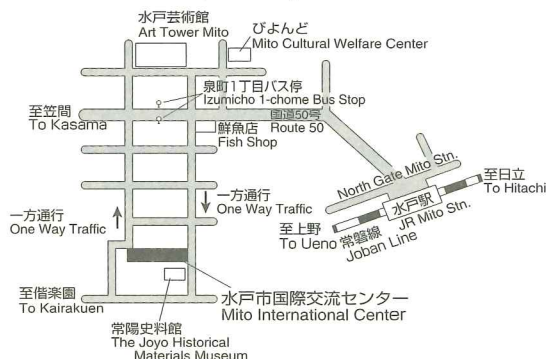 水戸芸術館
Art Tower Mito
びよんど
Mito Cultural Welfare Center
泉町1丁目バス停
Izumicho 1-chome Bus Stop
至笠間
To Kasama
国道50号
Route 50
鮮魚店
Fish Shop
North Gate Mito Stn.
至日立
To Hitachi
水戸駅
JR Mito Stn.
至上野
To Ueno
常磐線
Joban Line
一方通行
One Way Traffic
一方通行
One Way Traffic
至偕楽園
To Kairakuen
水戸市国際交流センター
Mito International Center
常陽史料館
The Joyo Historical
Materials Museum